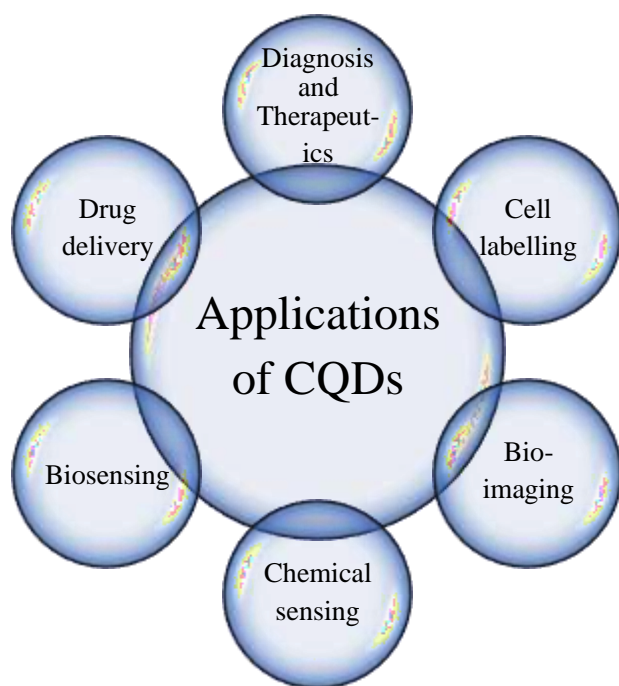 Diagnosis
and
Therapeut-
ics
Drug
delivery
Cell
labelling
Applications
of CQDs
Biosensing
Bio-
imaging
Chemical
sensing